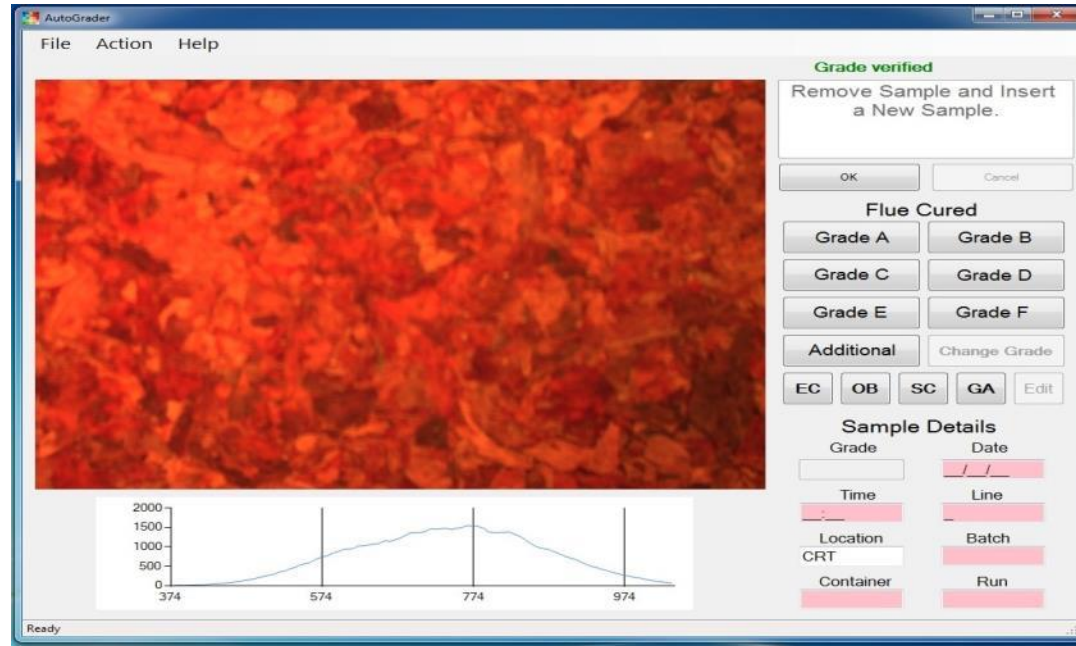 AutoGrader
File Action Help
Grade verified
Remove Sample and Insert
a New Sample.
OK Cancel
Flue Cured
Grade A Grade B
Grade C Grade D
Grade E Grade F
Additional Change Grade
EC OB SC GA Edit
Sample Details
Grade Date
__/__/__
Time Line
__:__ _
Location Batch
CRT
Container Run
2000
1500
1000
500
0
374 574 774 974
Ready